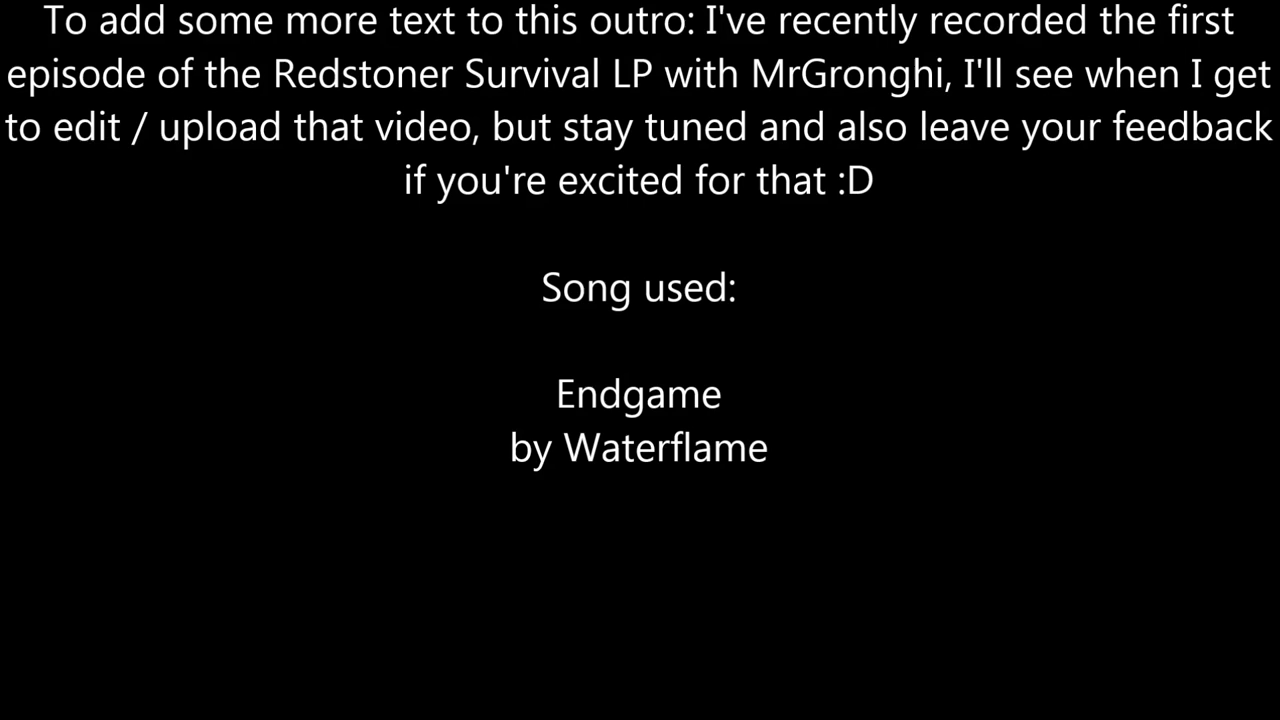 To add some more text to this outro: I've recently recorded the first
episode of the Redstoner Survival LP with MrGronghi, I'll see when I get
to edit / upload that video, but stay tuned and also leave your feedback
if you're excited for that :D
Song used:
Endgame
by Waterflame